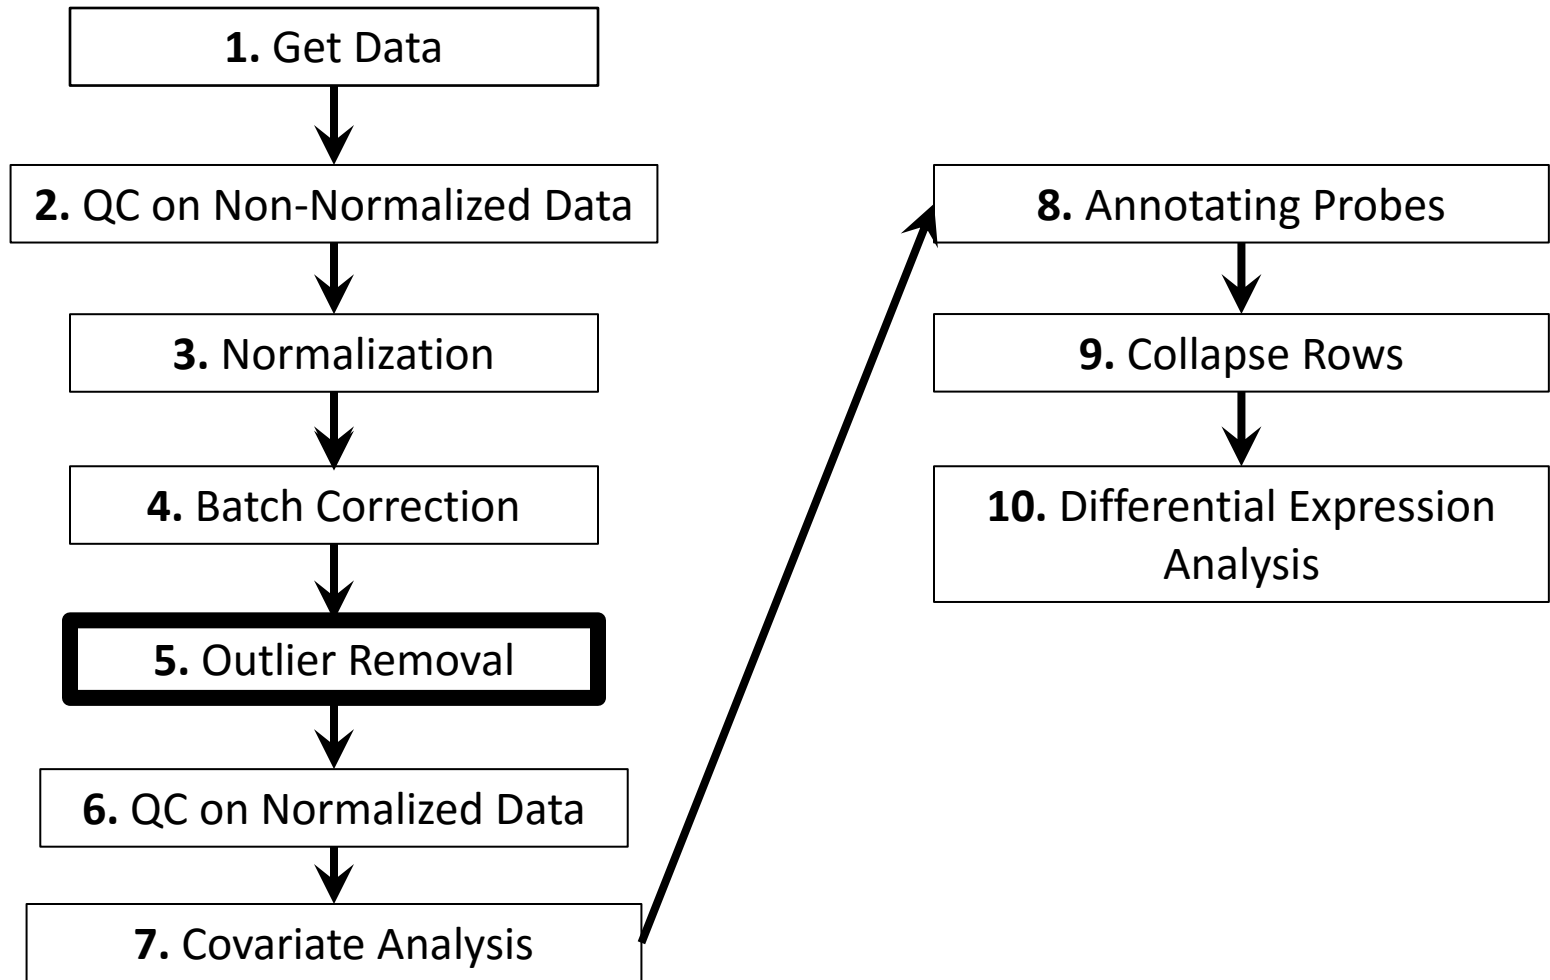 1. Get Data
2. QC on Non-Normalized Data
3. Normalization
4. Batch Correction
5. Outlier Removal
6. QC on Normalized Data
7. Covariate Analysis
8. Annotating Probes
9. Collapse Rows
10. Differential Expression
Analysis